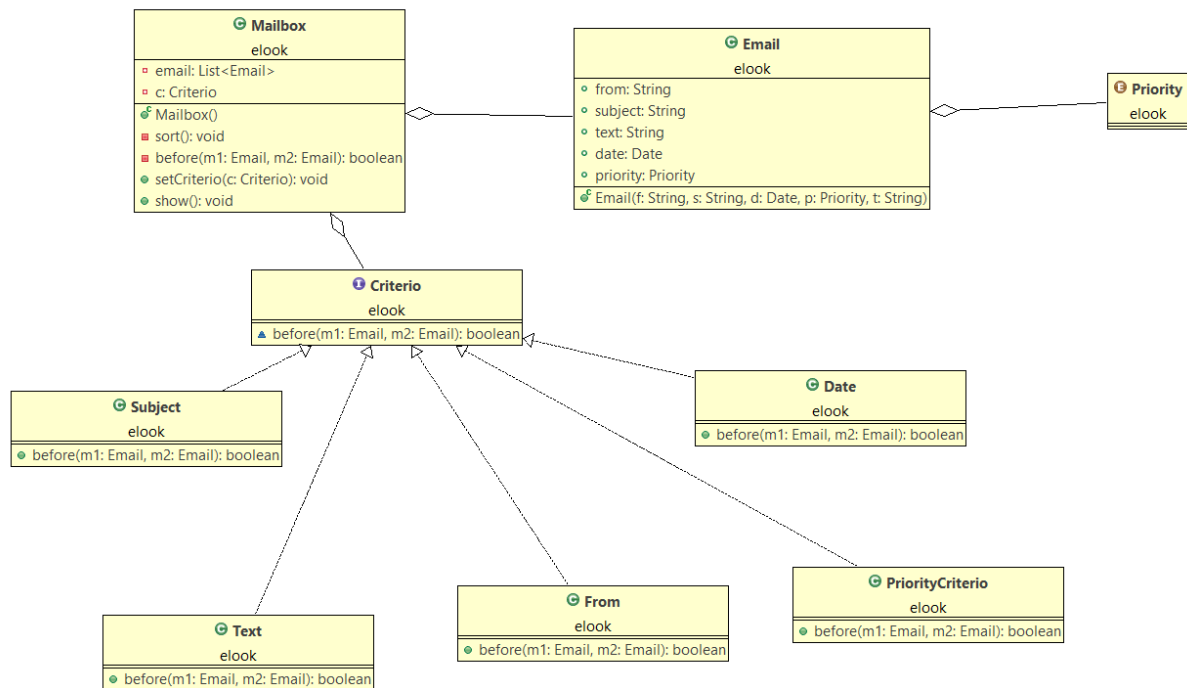 C Mailbox
elook
email: List<Email>
c: Criterio
Mailbox()
sort(): void
before(m1: Email, m2: Email): boolean
setCriterio(c: Criterio): void
show(): void
C Email
elook
from: String
subject: String
text: String
date: Date
priority: Priority
Email(f: String, s: String, d: Date, p: Priority, t: String)
E Priority
elook
I Criterio
elook
before(m1: Email, m2: Email): boolean
C Subject
elook
before(m1: Email, m2: Email): boolean
C Date
elook
before(m1: Email, m2: Email): boolean
C Text
elook
before(m1: Email, m2: Email): boolean
C From
elook
before(m1: Email, m2: Email): boolean
C PriorityCriterio
elook
before(m1: Email, m2: Email): boolean